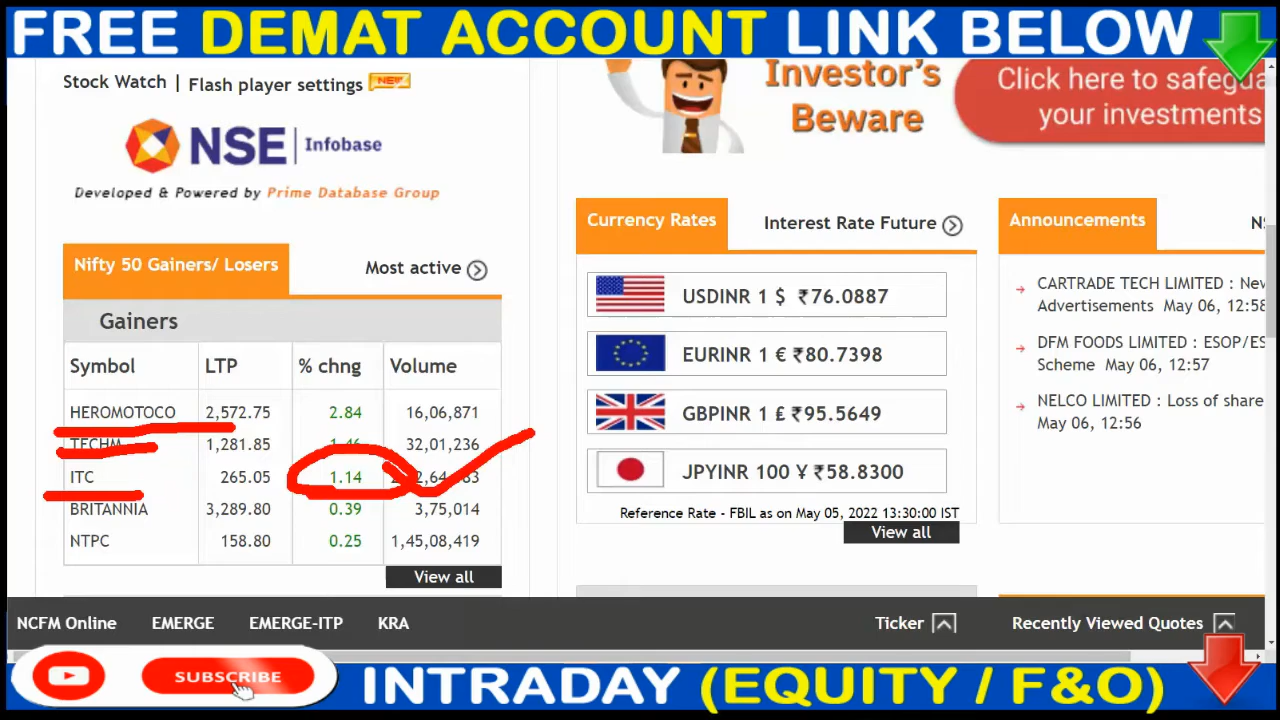 FREE DEMAT ACCOUNT LINK BELOW
Stock Watch | Flash player settings NEW
NSE Infobase
Developed & Powered by Prime Database Group
Investor's
Beware
Click here to
your investments
Nifty 50 Gainers/ Losers
Most active
Gainers
Symbol LTP % chng Volume
HEROMOTOCO 2,572.75 2.84 16,06,871
TECHM 1,281.85 1.46 32,01,236
ITC 265.05 1.14
BRITANNIA 3,289.80 0.39 3,75,014
NTPC 158.80 0.25 1,45,08,419
View all
Currency Rates
Interest Rate Future
USDINR 1 $ ₹76.0887
EURINR 1 € ₹80.7398
GBPINR 1 £ ₹95.5649
JPYINR 100 ¥ ₹58.8300
Reference Rate - FBIL as on May 05, 2022 13:30:00 IST
View all
Announcements
CARTRADE TECH LIMITED :
Advertisements May 06, 12:58
DFM FOODS LIMITED :
Scheme May 06, 12:57
NELCO LIMITED : Loss of share
May 06, 12:56
NCFM Online EMERGE EMERGE-ITP KRA Ticker Recently Viewed Quotes
SUBSCRIBE
INTRADAY (EQUITY / F&O)